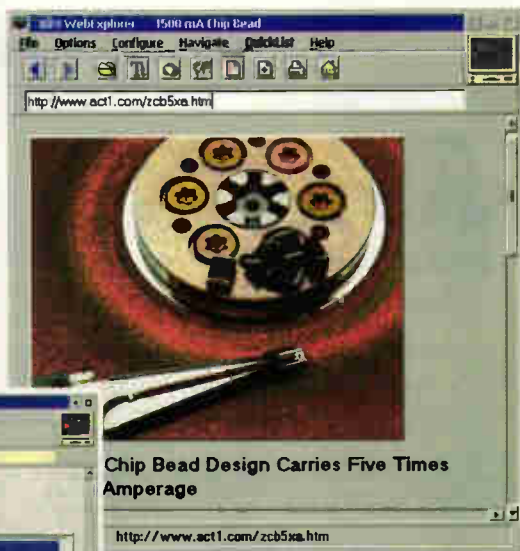 WebExplorer - 1500 mA Chip Bead
File Options Configure Navigate QuickList Help
http://www.act1.com/zcb5xa.htm
Chip Bead Design Carries Five Times
Amperage
http://www.act1.com/zcb5xa.htm